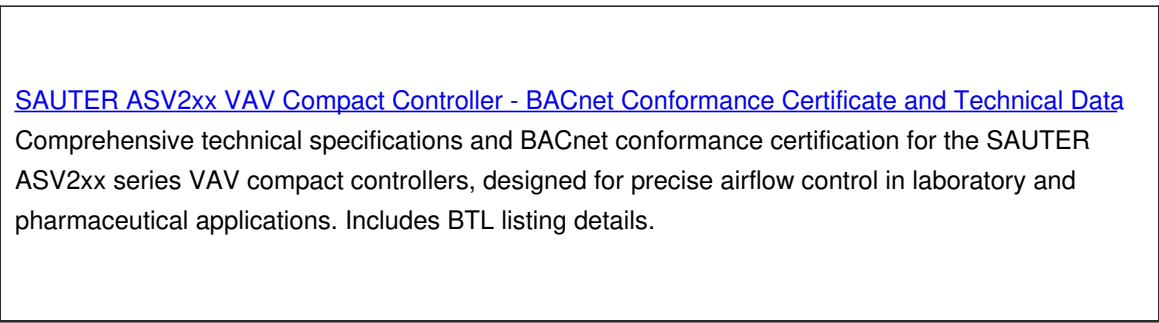 SAUTER ASV2xx VAV Compact Controller - BACnet Conformance Certificate and Technical Data
Comprehensive technical specifications and BACnet conformance certification for the SAUTER
ASV2xx series VAV compact controllers, designed for precise airflow control in laboratory and
pharmaceutical applications. Includes BTL listing details.